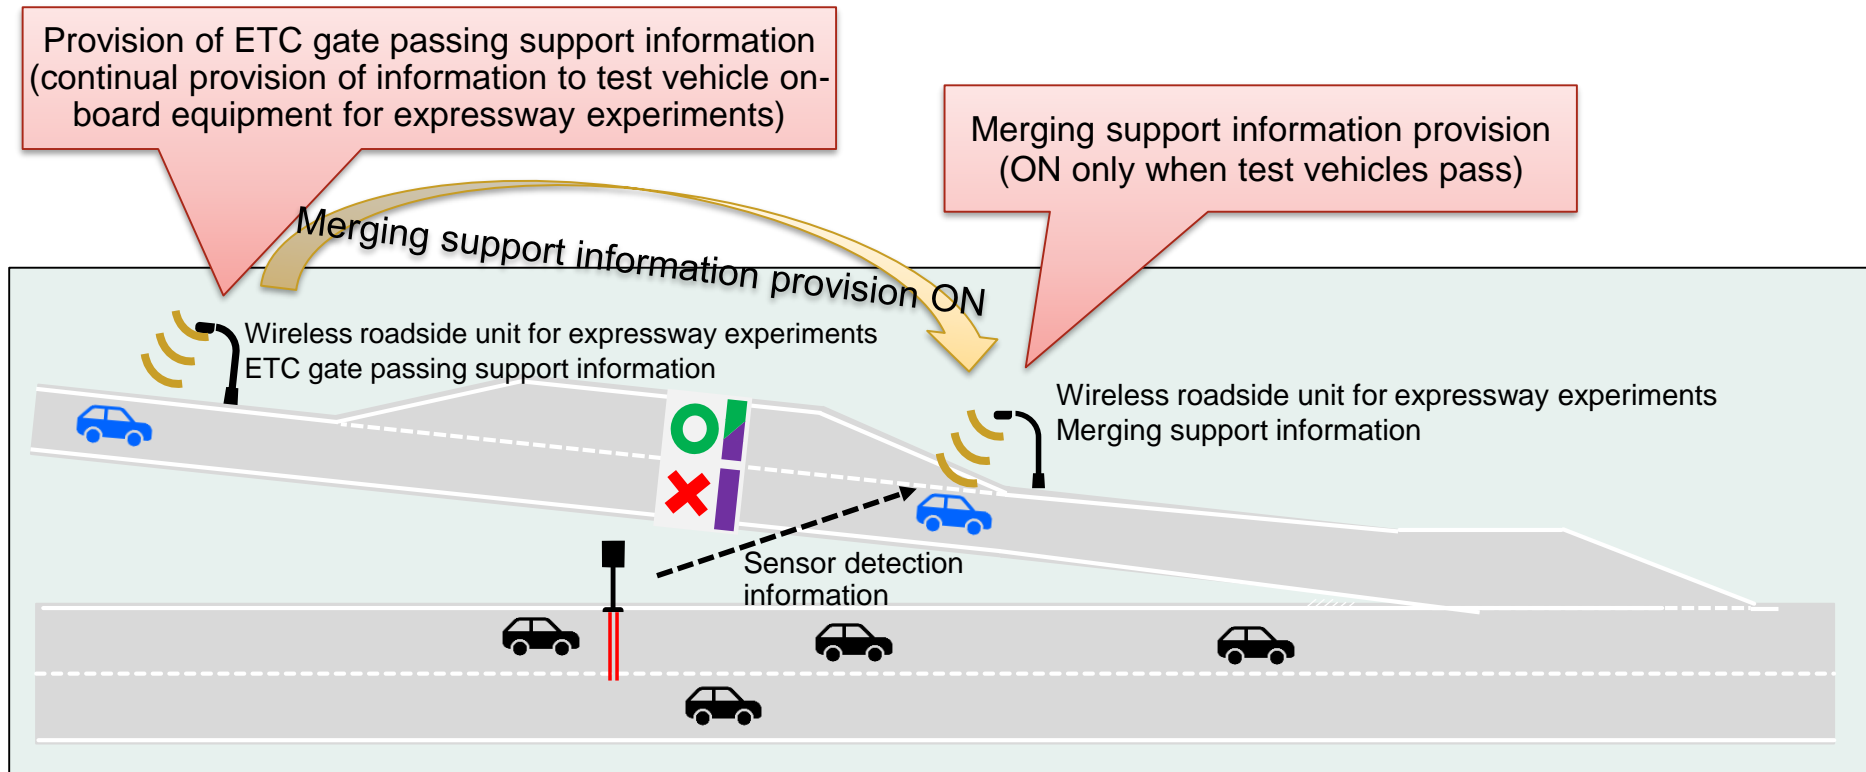 Provision of ETC gate passing support information
(continual provision of information to test vehicle on-
board equipment for expressway experiments)
Merging support information provision
(ON only when test vehicles pass)
Merging support information provision ON
Wireless roadside unit for expressway experiments
ETC gate passing support information
Wireless roadside unit for expressway experiments
Merging support information
Sensor detection
information